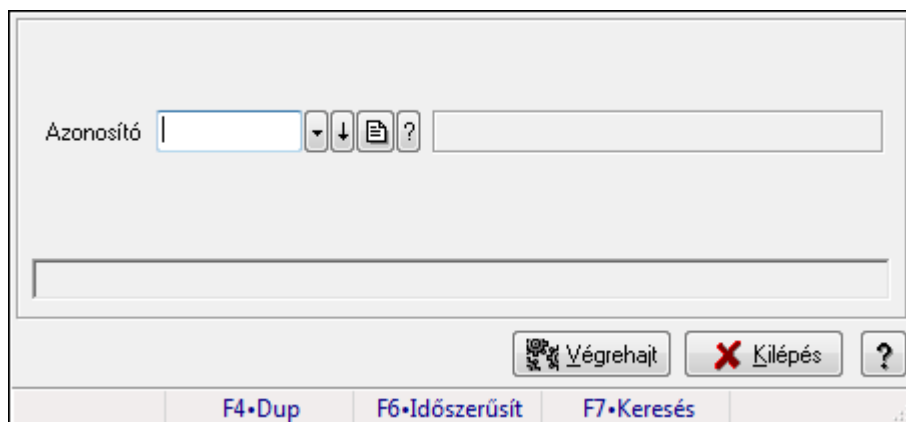 Azonosító ?
Végrehajt Kilépés ?
F4•Dup F6•Időszerűsít F7•Keresés